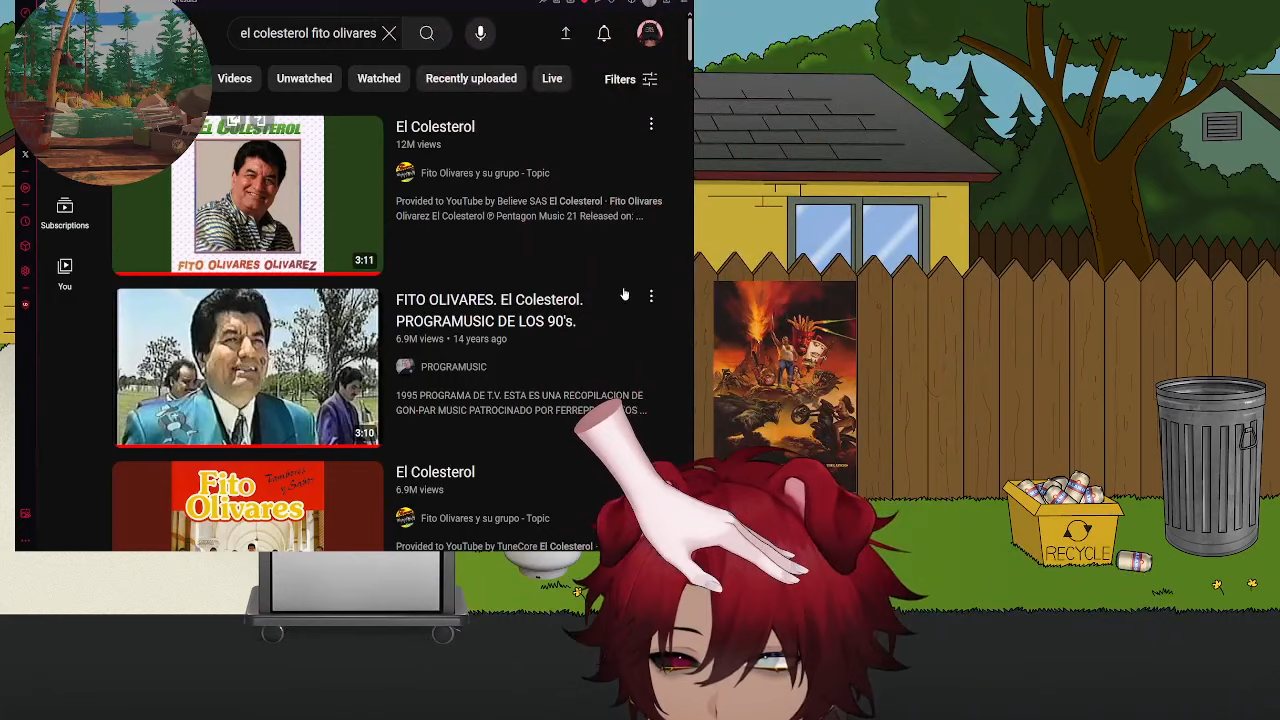 el colesterol fito olivares
Videos
Unwatched
Watched
Recently uploaded
Live
Filters
EL COLESTEROL
FITO OLIVARES OLIVAREZ
3:11
El Colesterol
12M views
Fito Olivares y su grupo - Topic
Provided to YouTube by Believe SAS El Colesterol · Fito Olivares
Olivarez El Colesterol ℗ Pentagon Music 21 Released on: ...
Subscriptions
You
3:10
FITO OLIVARES. El Colesterol.
PROGRAMUSIC DE LOS 90's.
6.9M views • 14 years ago
PROGRAMUSIC
1995 PROGRAMA DE T.V. ESTA ES UNA RECOPILACION DE
GON-PAR MUSIC PATROCINADO POR
Fito
Olivares
Tambores
y Saxos
El Colesterol
6.9M views
Fito Olivares y su grupo - Topic
Provided to YouTube by TuneCore El Colesterol ·
RECYCLE